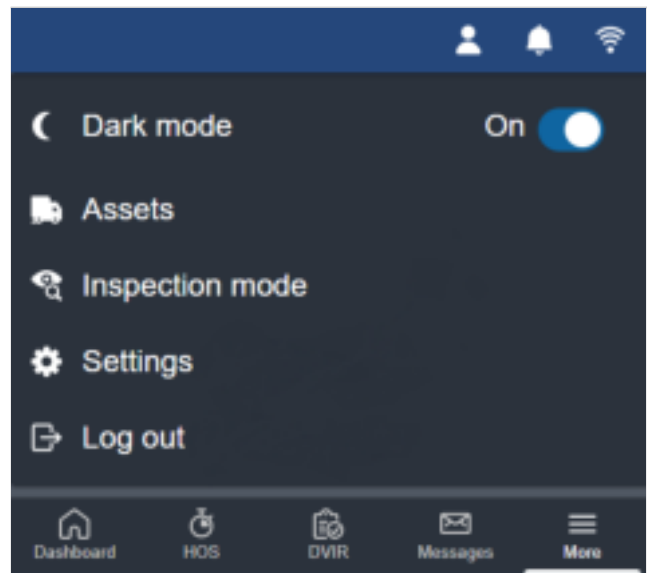 Dark mode On
Assets
Inspection mode
Settings
Log out
Dashboard HOS DVIR Messages More